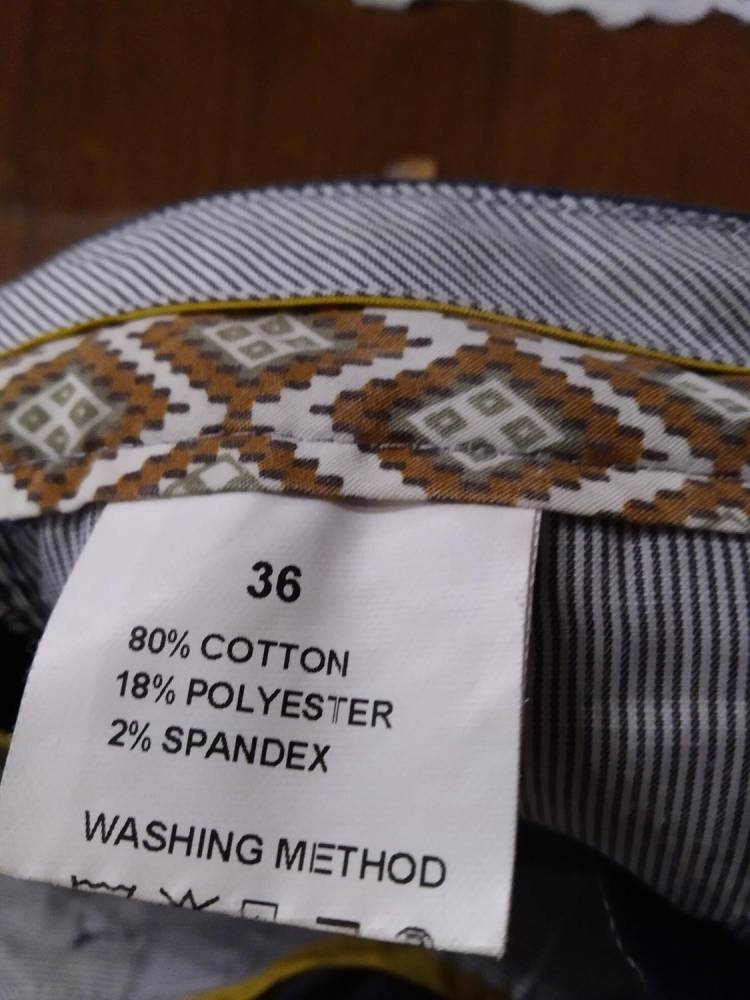 36
80% COTTON
18% POLYESTER
2% SPANDEX
WASHING METHOD